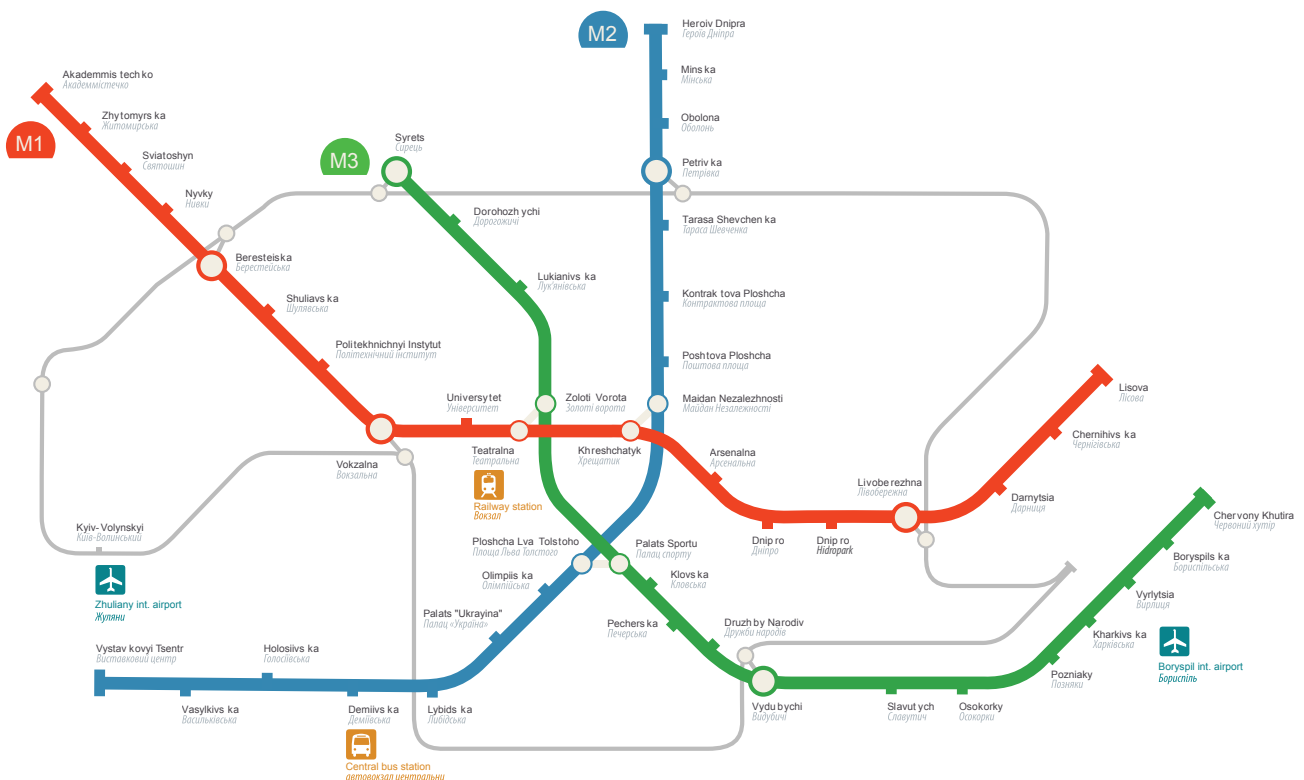 M2
Heroiv Dnipra
Героїв Дніпра
Mins ka
Мінська
Obolona
Оболонь
Petriv ka
Петрівка
Tarasa Shevchen ka
Тараса Шевченка
Kontrak tova Ploshcha
Контрактова площа
Poshtova Ploshcha
Поштова площа
Maidan Nezalezhnosti
Майдан Незалежності
M1
Akademmis tech ko
Академмістечко
Zhytomyrs ka
Житомирська
Sviatoshyn
Святошин
Nyvky
Нивки
Beresteiska
Берестейська
Shuliavs ka
Шулявська
Politekhnichnyi Instytut
Політехнічний інститут
Vokzalna
Вокзальна
Universytet
Університет
Teatralna
Театральна
Railway station
Вокзал
Khreshchatyk
Хрещатик
Arsenalna
Арсенальна
Dnip ro
Дніпро
Dnip ro
Hidropark
Livoberezhna
Лівобережна
Darnytsia
Дарниця
Chernihivs ka
Чернігівська
Lisova
Лісова
M3
Syrets
Сирець
Dorohozh ychi
Дорогожичі
Lukianivs ka
Лук'янівська
Zoloti Vorota
Золоті ворота
Palats Sportu
Палац спорту
Klovs ka
Кловська
Pechers ka
Печерська
Druzh by Narodiv
Дружби народів
Vydu bychi
Видубичі
Slavut ych
Славутич
Osokorky
Осокорки
Pozniaky
Позняки
Kharkivs ka
Харківська
Vyrlytsia
Вирлиця
Boryspils ka
Бориспільська
Chervony Khutira
Червоний хутір
Boryspil int. airport
Бориспіль
Ploshcha Lva Tolstoho
Площа Льва Толстого
Olimpiis ka
Олімпійська
Palats "Ukrayina"
Палац «Україна»
Lybids ka
Либідська
Demiivs ka
Деміївська
Central bus station
автовокзал центральни
Holosiivs ka
Голосіївська
Vasylkivs ka
Васильківська
Vystav kovyi Tsentr
Виставковий центр
Kyiv- Volynskyi
Київ-Волинський
Zhuliany int. airport
Жуляни